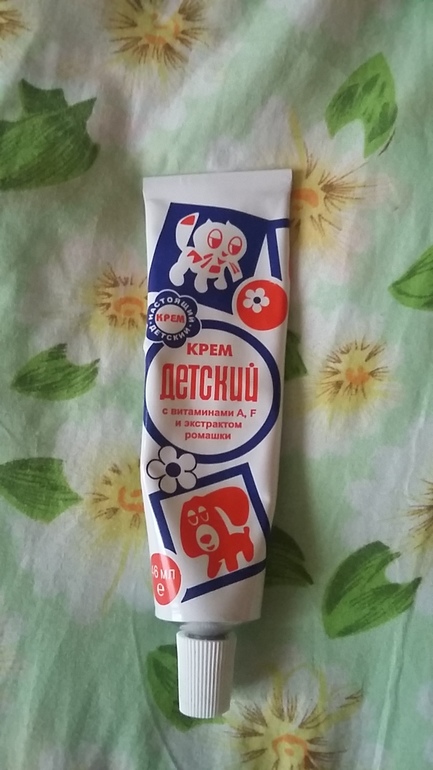 НАСТОЯЩИЙ
КРЕМ
ДЕТСКИЙ
КРЕМ
ДЕТСКИЙ
с витаминами А, F
и экстрактом
ромашки
46 МЛ
е